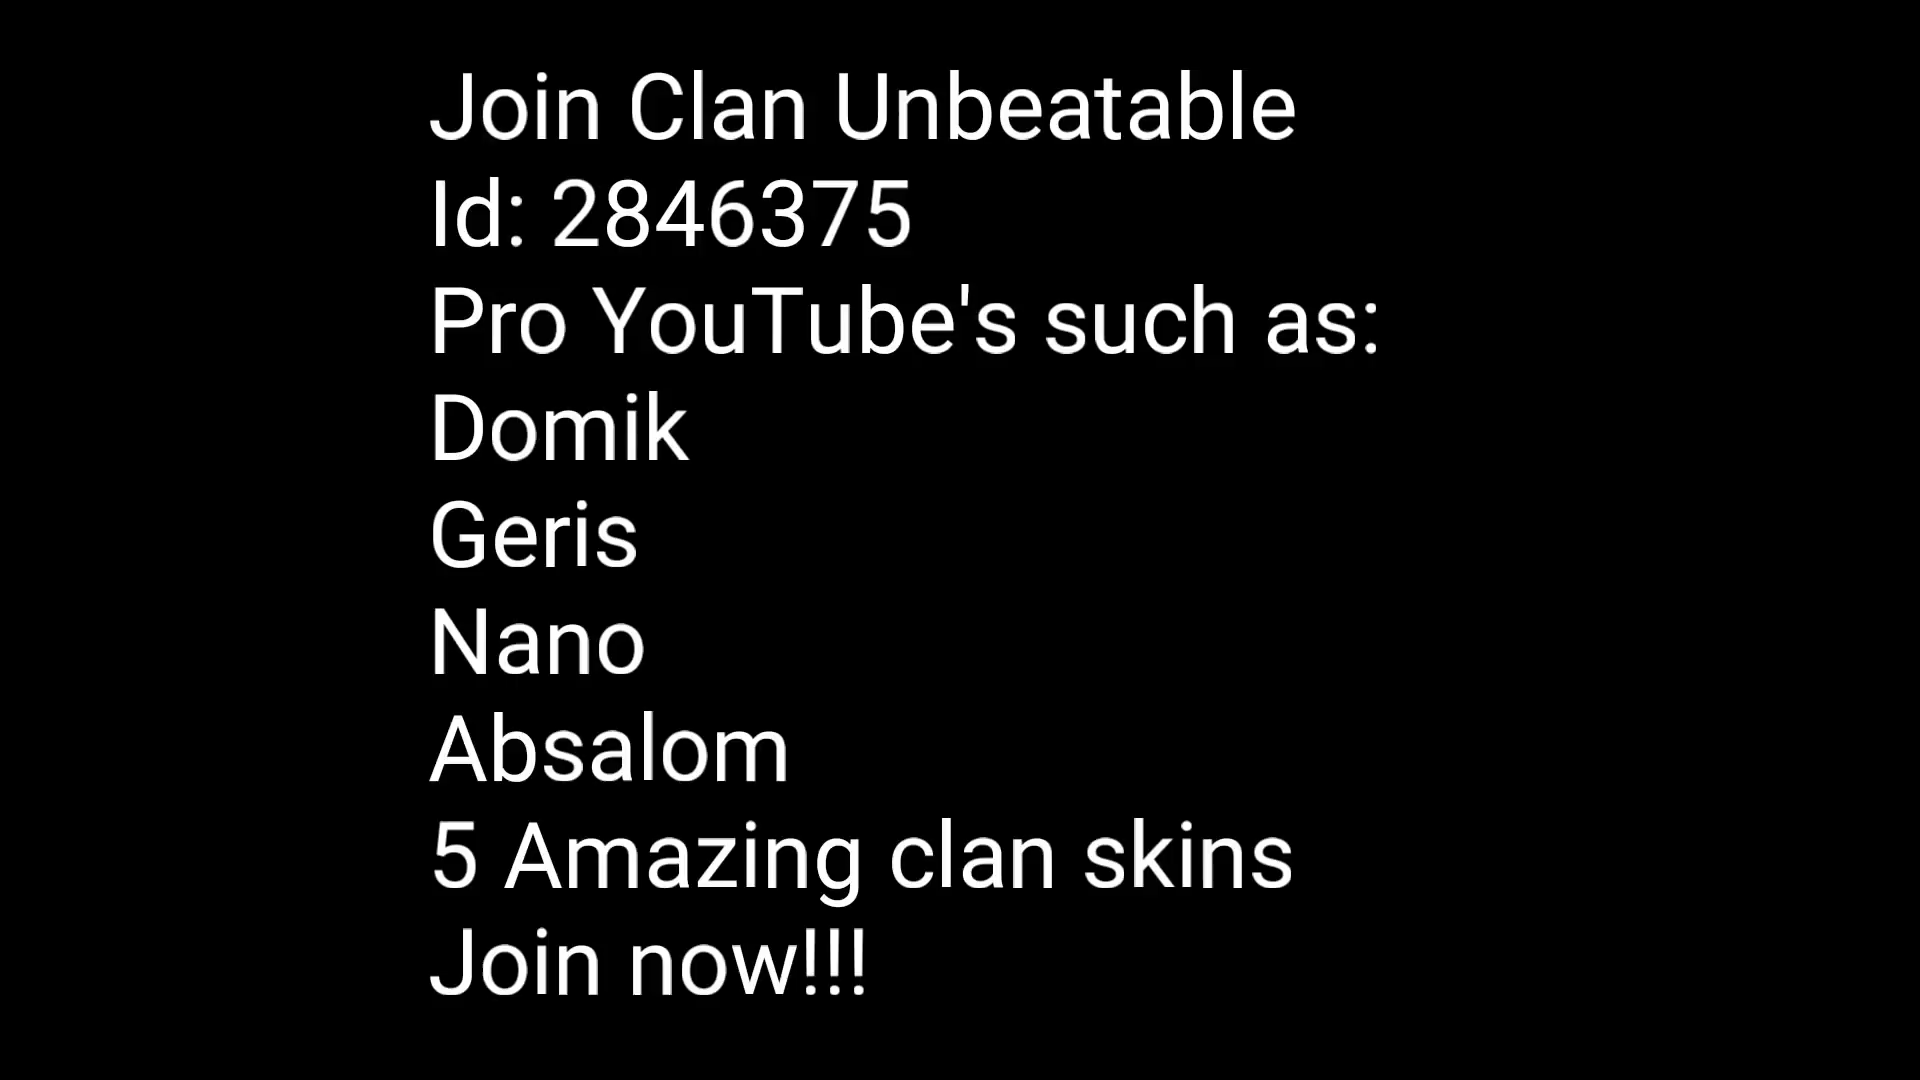 Join Clan Unbeatable
Id: 2846375
Pro YouTube's such as:
Domik
Geris
Nano
Absalom
5 Amazing clan skins
Join now!!!